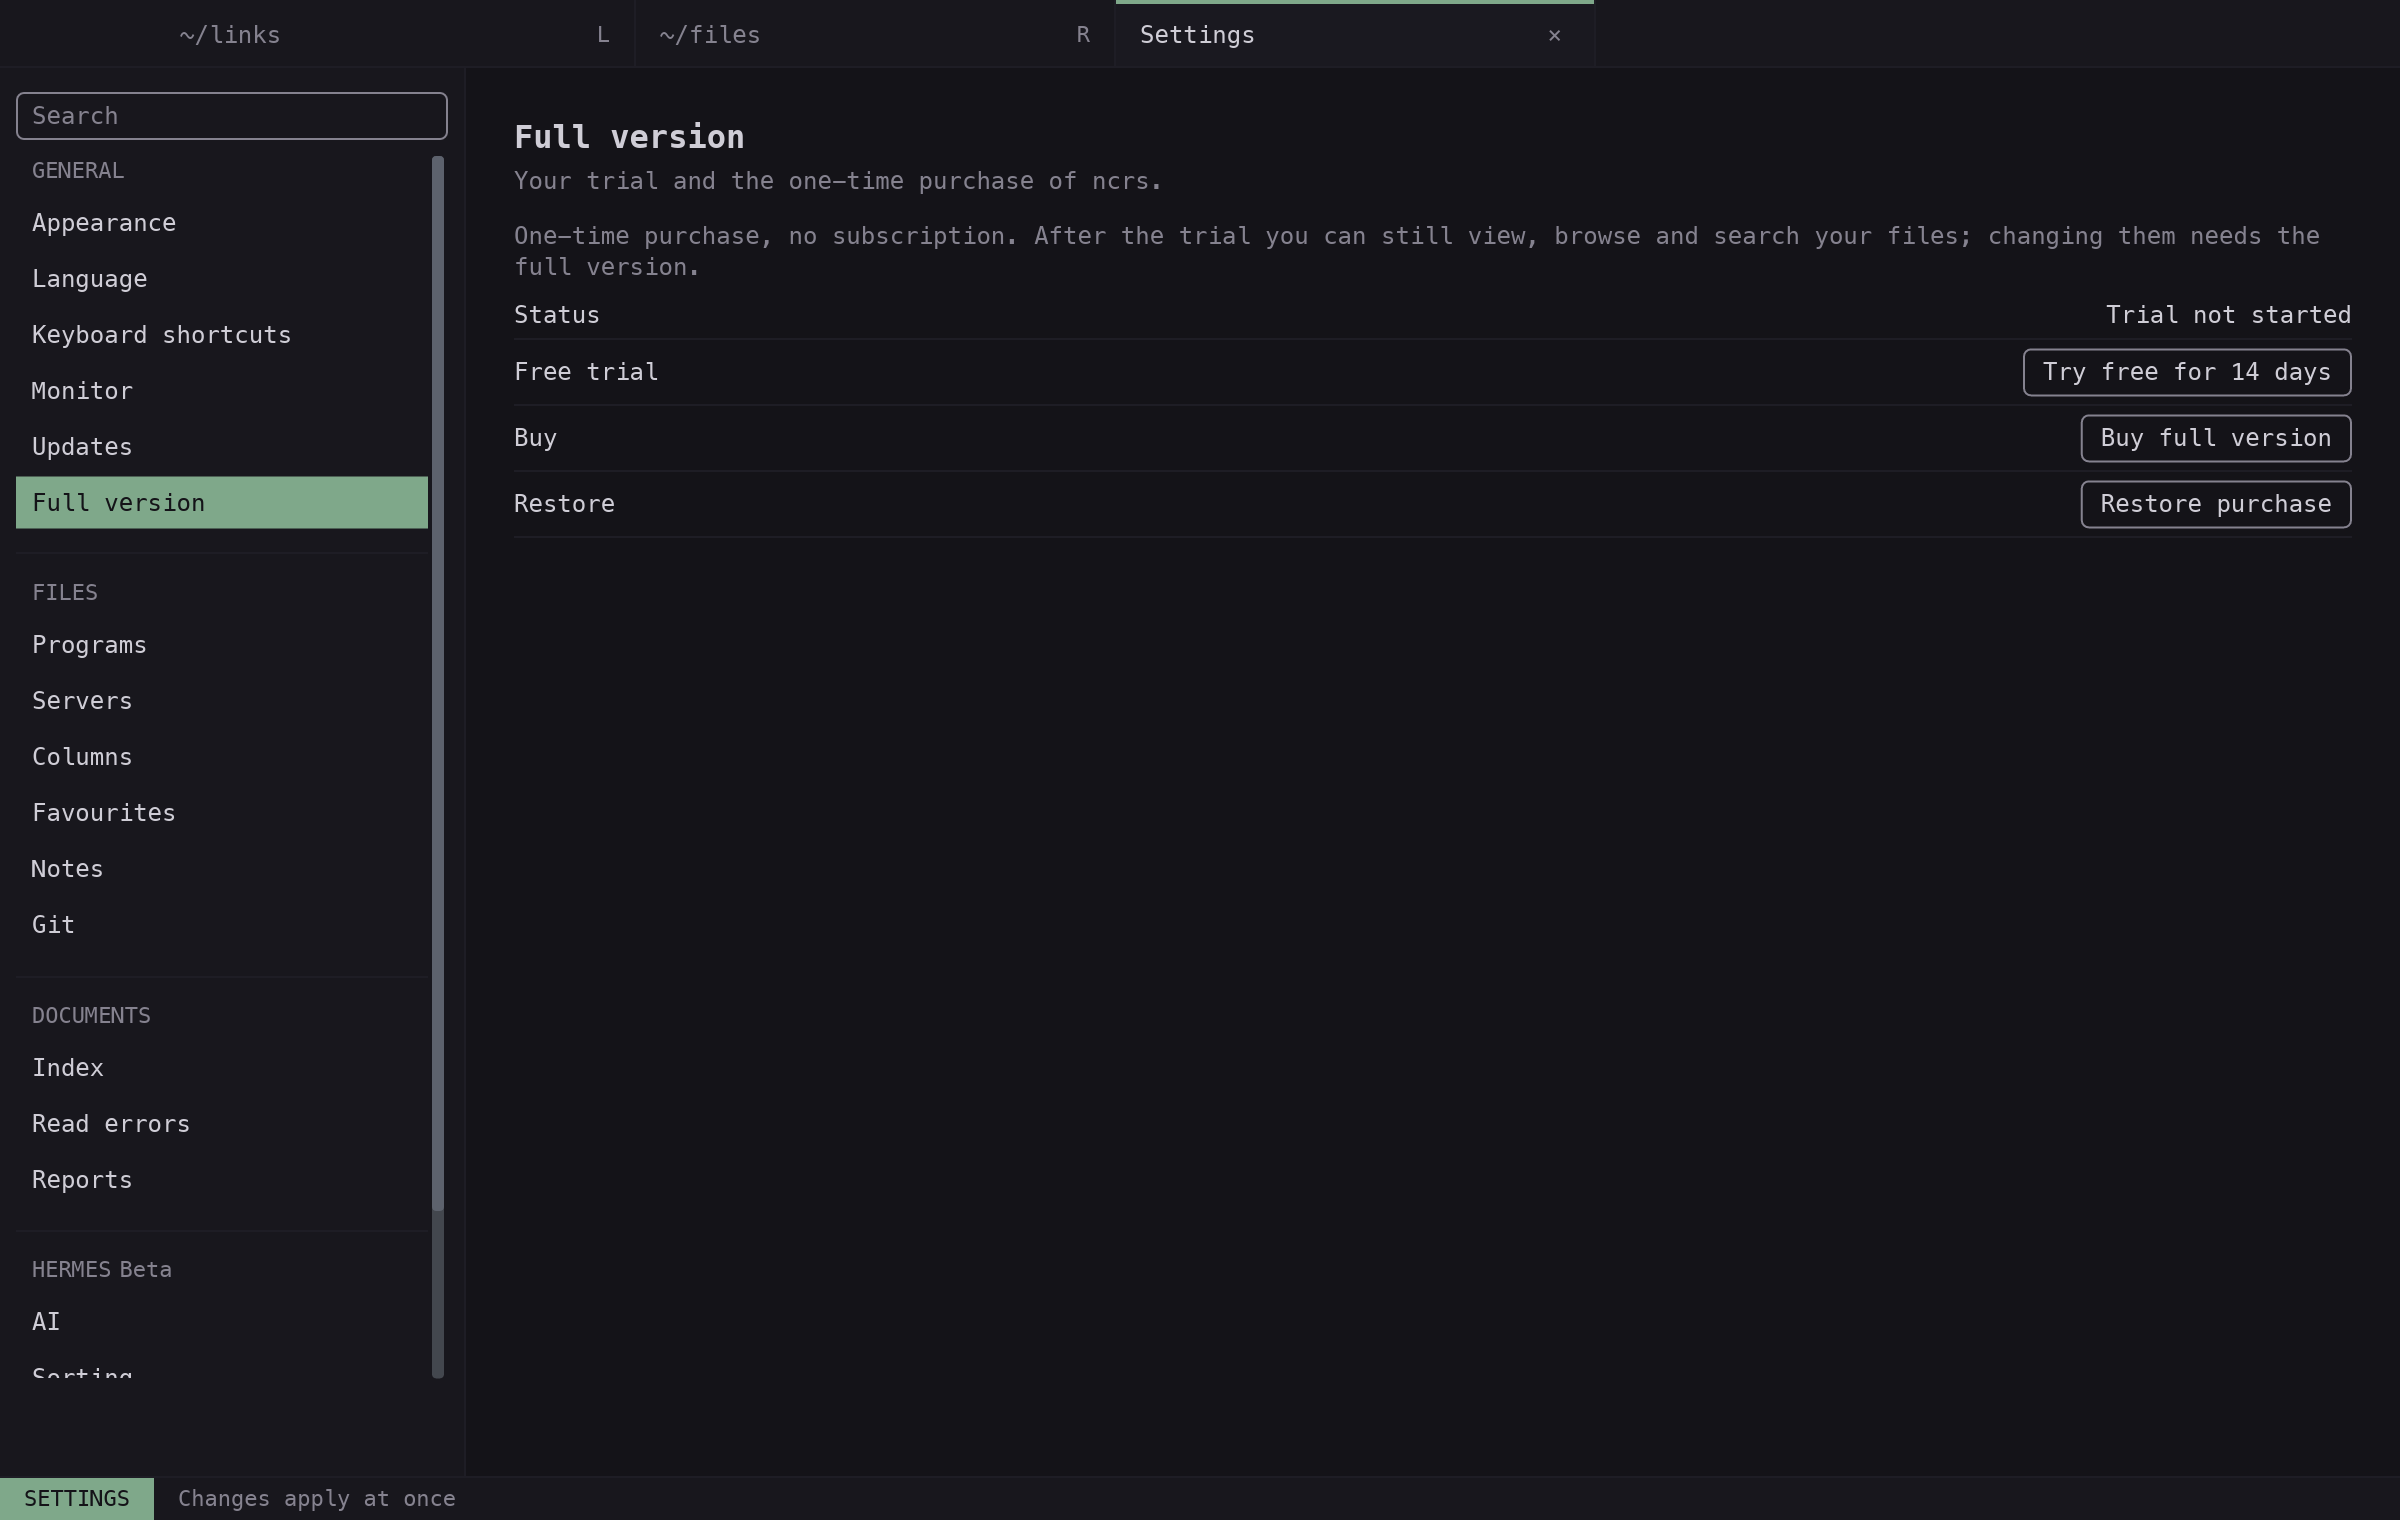 ~/links L ~/files R Settings ×
Search
GENERAL
Appearance
Language
Keyboard shortcuts
Monitor
Updates
Full version
FILES
Programs
Servers
Columns
Favourites
Notes
Git
DOCUMENTS
Index
Read errors
Reports
HERMES Beta
AI
Sorting
Full version
Your trial and the one-time purchase of ncrs.
One-time purchase, no subscription. After the trial you can still view, browse and search your files; changing them needs the
full version.
Status Trial not started
Free trial Try free for 14 days
Buy Buy full version
Restore Restore purchase
SETTINGS Changes apply at once